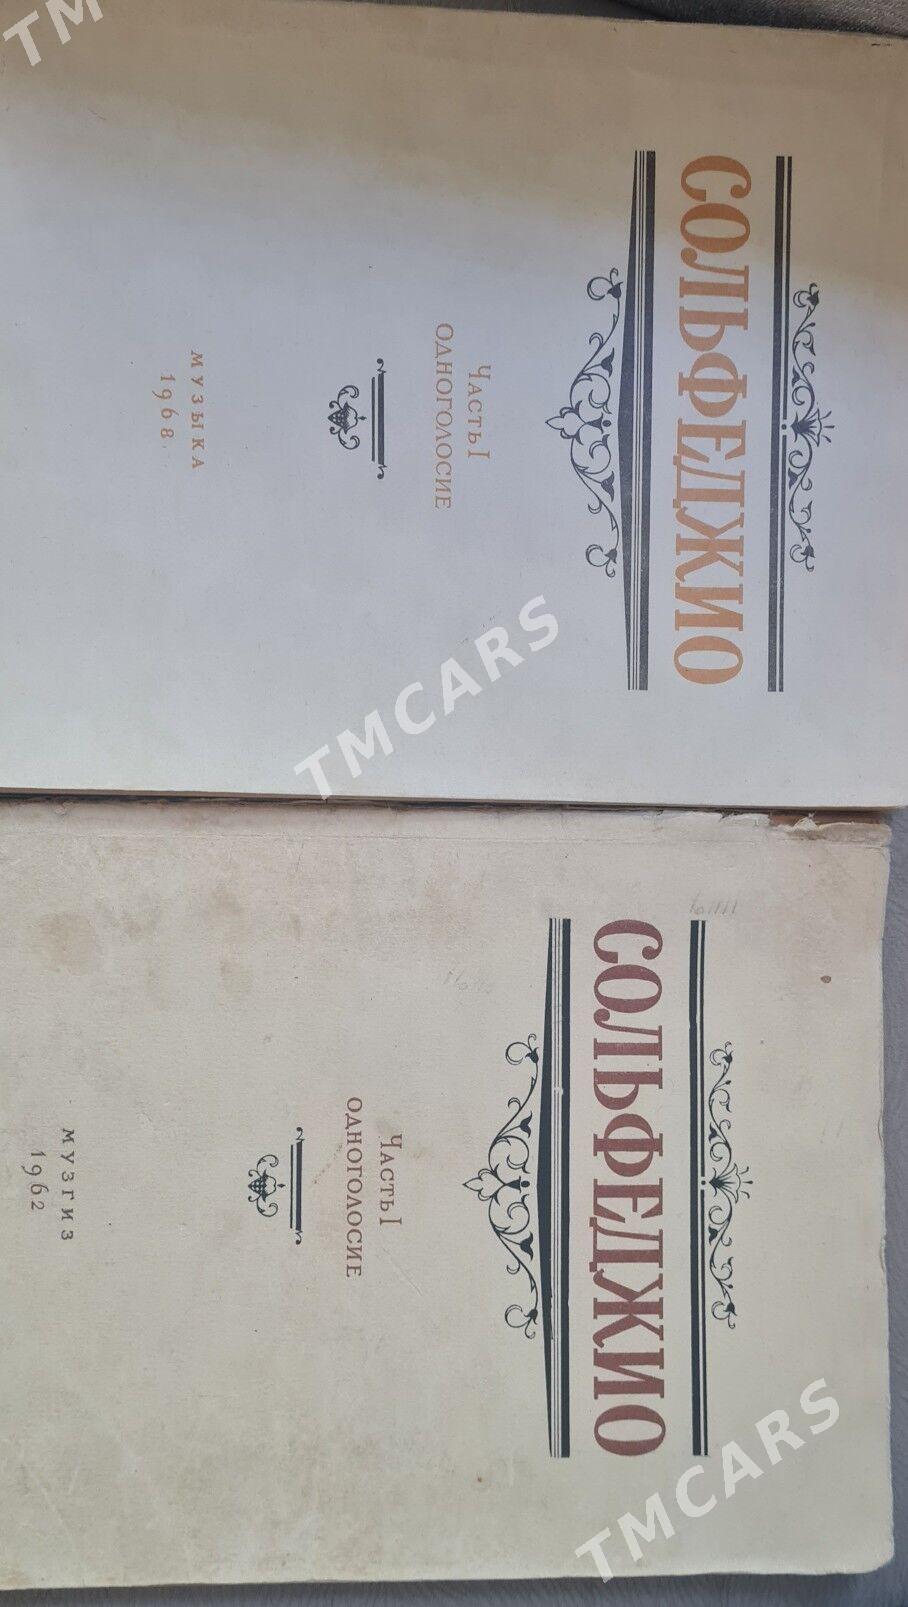 СОЛЬФЕДЖИО
Часть I
ОДНОГОЛОСИЕ
МУЗЫКА
1968
СОЛЬФЕДЖИО
Часть I
ОДНОГОЛОСИЕ
МУЗГИЗ
1962
TM
TMCARS
TMCARS